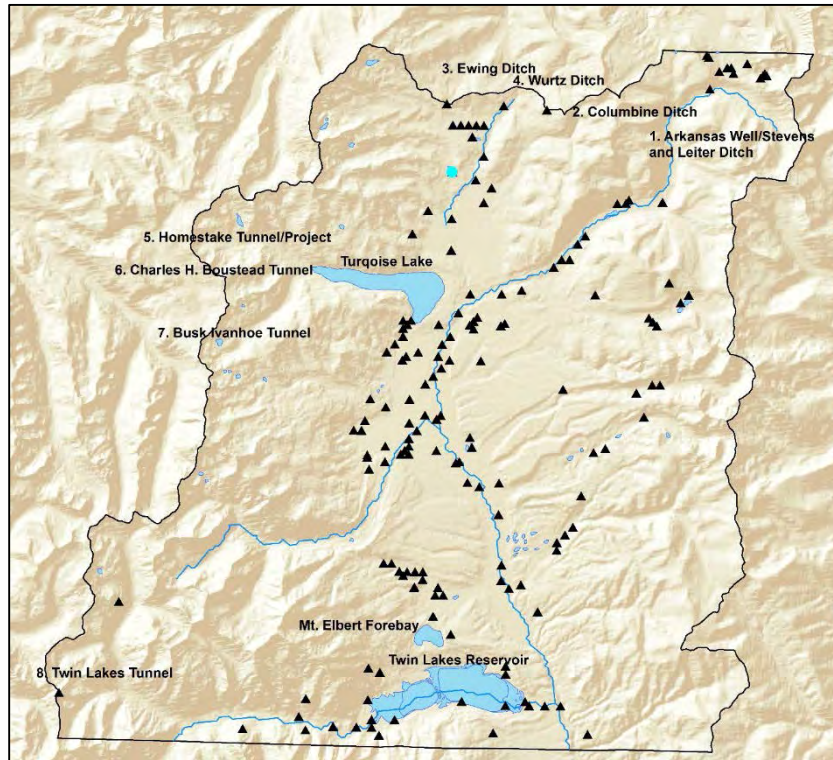 3. Ewing Ditch
4. Wurtz Ditch
2. Columbine Ditch
1. Arkansas Well/Stevens
and Leiter Ditch
5. Homestake Tunnel/Project
Turqoise Lake
6. Charles H. Boustead Tunnel
7. Busk Ivanhoe Tunnel
Mt. Elbert Forebay
Twin Lakes Reservoir
8. Twin Lakes Tunnel